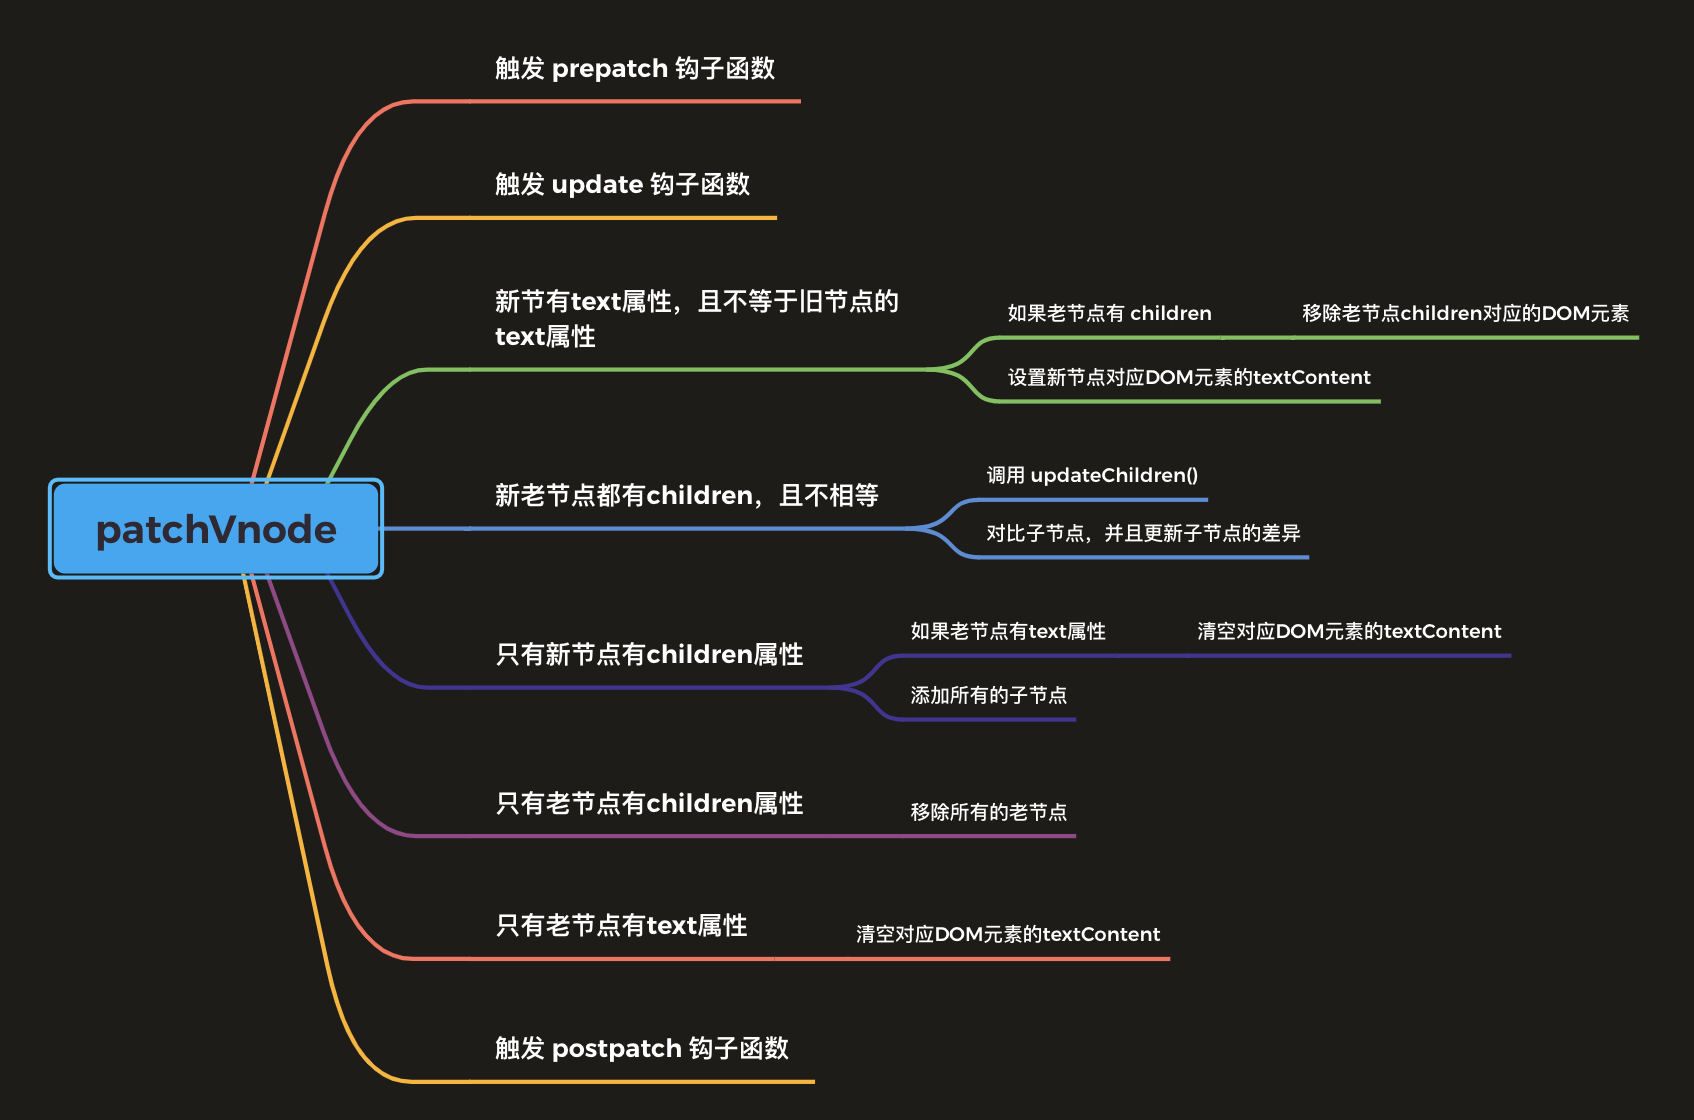 patchVnode
触发 prepatch 钩子函数
触发 update 钩子函数
新节有text属性，且不等于旧节点的
text属性
如果老节点有 children
移除老节点children对应的DOM元素
设置新节点对应DOM元素的textContent
新老节点都有children，且不相等
调用 updateChildren()
对比子节点，并且更新子节点的差异
只有新节点有children属性
如果老节点有text属性
清空对应DOM元素的textContent
添加所有的子节点
只有老节点有children属性
移除所有的老节点
只有老节点有text属性
清空对应DOM元素的textContent
触发 postpatch 钩子函数